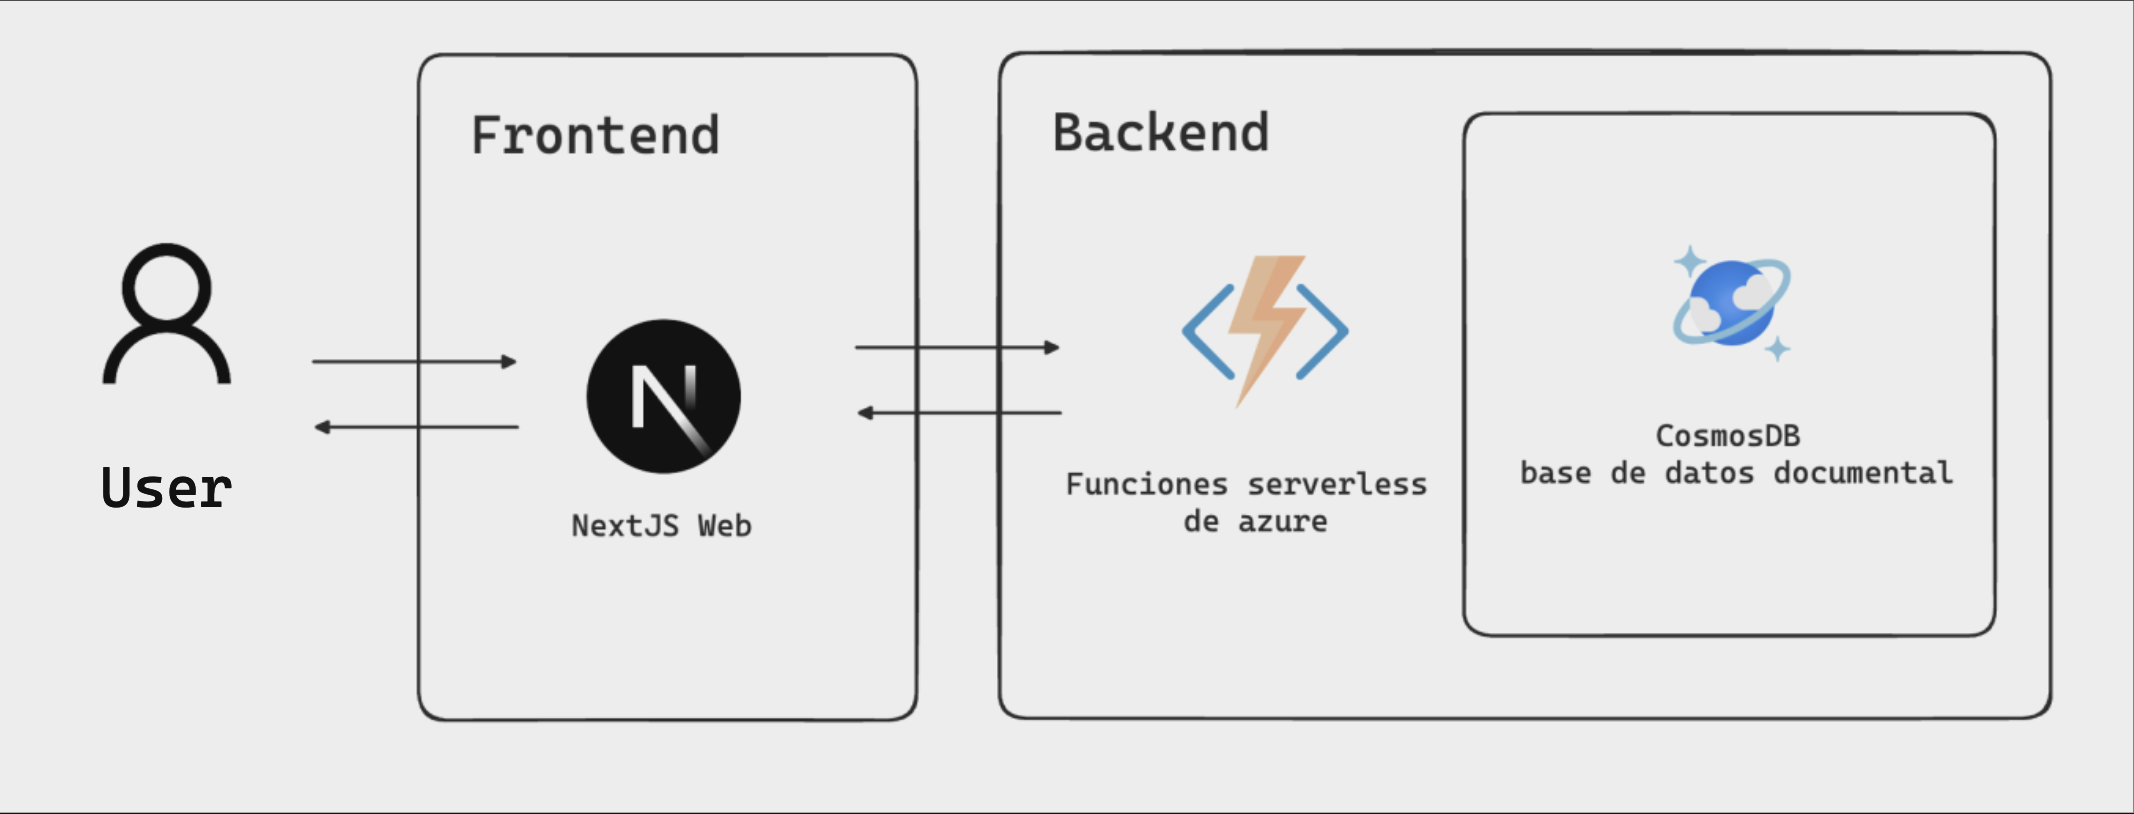 User
Frontend
NextJS Web
Backend
Funciones serverless
de azure
CosmosDB
base de datos documental